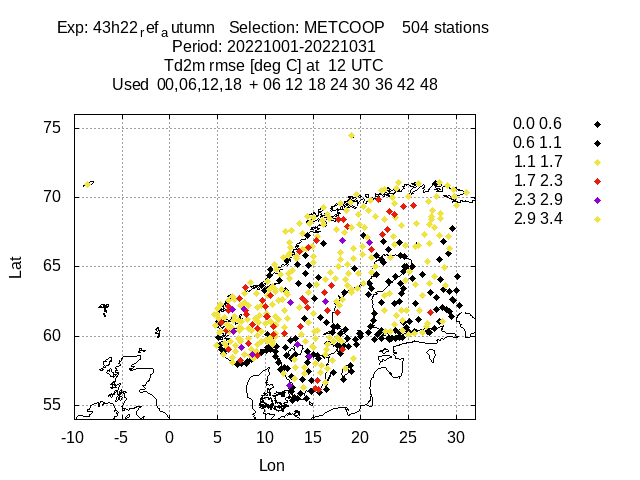 Exp: 43h22ref_autumn Selection: METCOOP 504 stations
Period: 20221001-20221031
Td2m rmse [deg C] at 12 UTC
Used 00,06,12,18 + 06 12 18 24 30 36 42 48
0.0 0.6
0.6 1.1
1.1 1.7
1.7 2.3
2.3 2.9
2.9 3.4
75
70
65
60
55
Lat
-10 -5 0 5 10 15 20 25 30
Lon